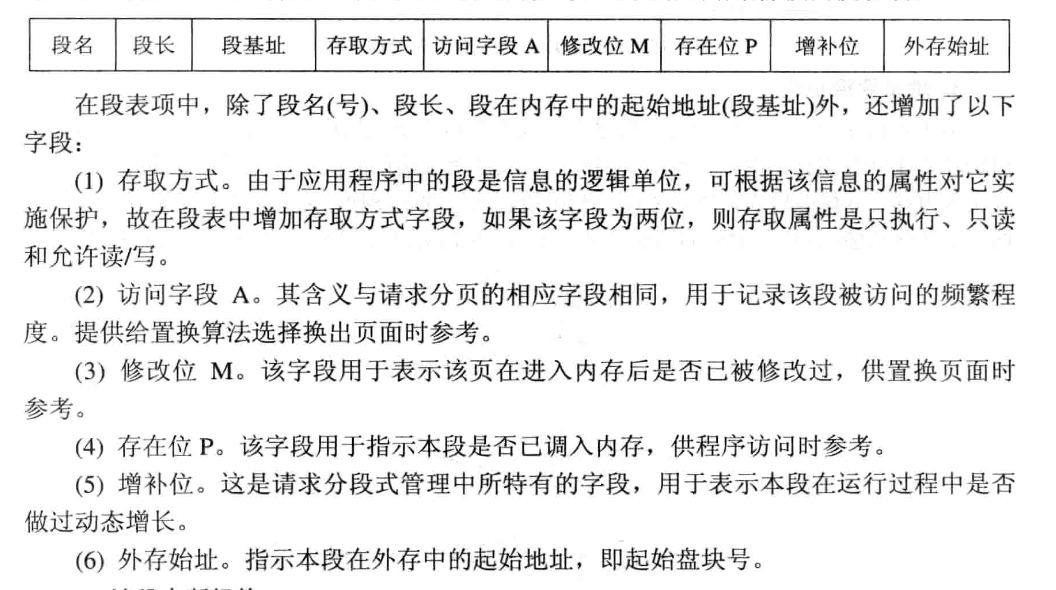 段名 段长 段基址 存取方式 访问字段 A 修改位 M 存在位 P 增补位 外存始址
在段表项中，除了段名(号)、段长、段在内存中的起始地址(段基址)外，还增加了以下
字段：
(1) 存取方式。由于应用程序中的段是信息的逻辑单位，可根据该信息的属性对它实
施保护，故在段表中增加存取方式字段，如果该字段为两位，则存取属性是只执行、只读
和允许读/写。
(2) 访问字段 A。其含义与请求分页的相应字段相同，用于记录该段被访问的频繁程
度。提供给置换算法选择换出页面时参考。
(3) 修改位 M。该字段用于表示该页在进入内存后是否已被修改过，供置换页面时
参考。
(4) 存在位 P。该字段用于指示本段是否已调入内存，供程序访问时参考。
(5) 增补位。这是请求分段式管理中所特有的字段，用于表示本段在运行过程中是否
做过动态增长。
(6) 外存始址。指示本段在外存中的起始地址，即起始盘块号。